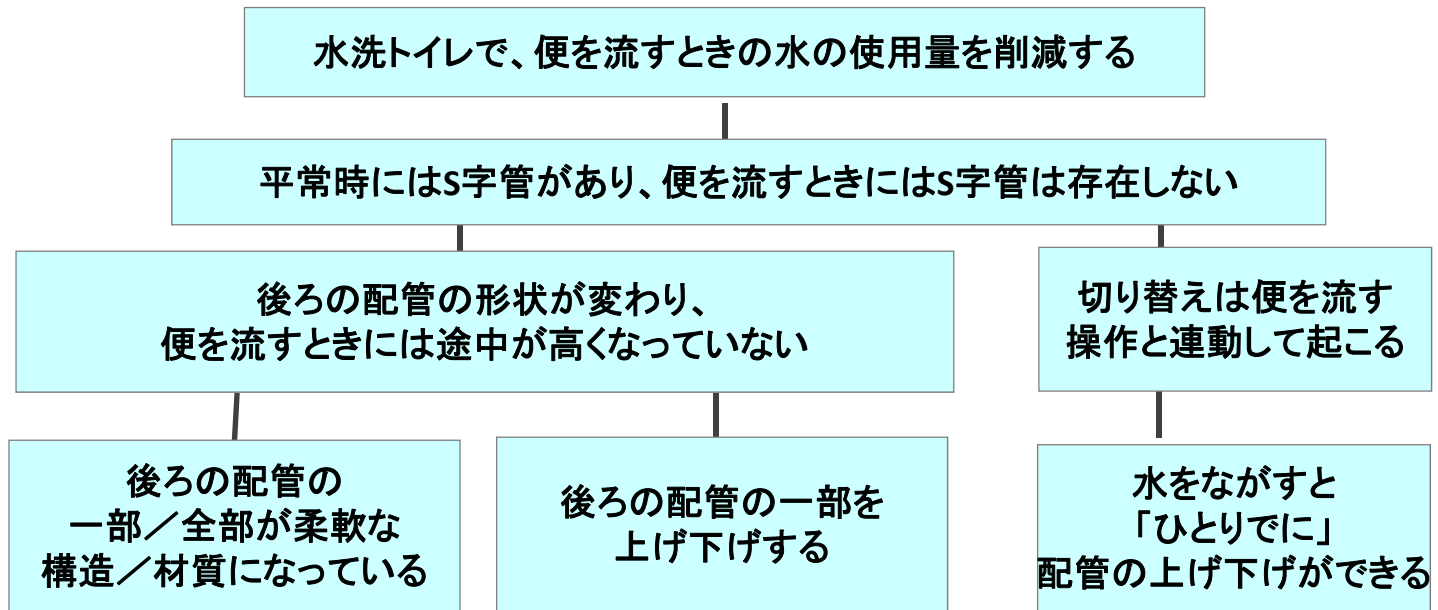 水洗トイレで、便を流すときの水の使用量を削減する
平常時にはS字管があり、便を流すときにはS字管は存在しない
後ろの配管の形状が変わり、
便を流すときには途中が高くなっていない
切り替えは便を流す
操作と連動して起こる
後ろの配管の
一部／全部が柔軟な
構造／材質になっている
後ろの配管の一部を
上げ下げする
水をながすと
「ひとりでに」
配管の上げ下げができる